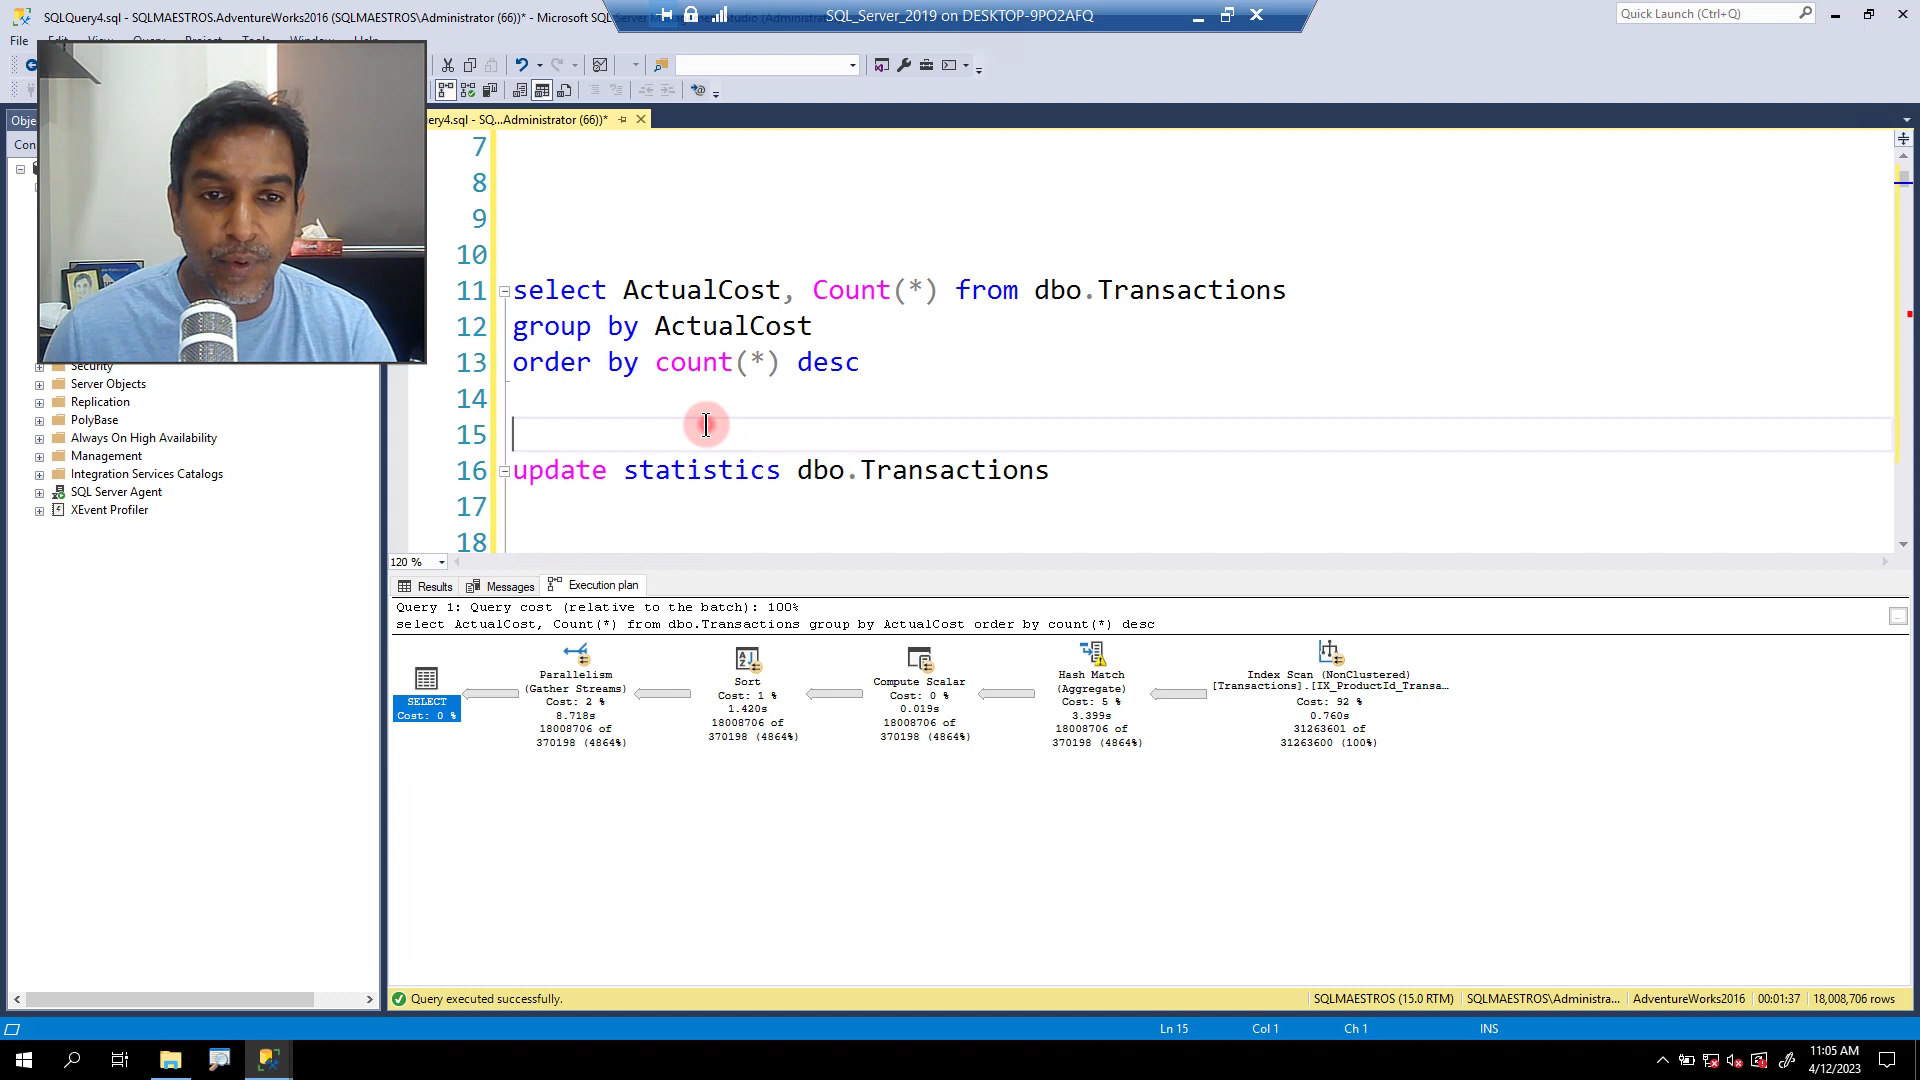 SQLQuery4.sql - SQLMAESTROS.AdventureWorks2016 (SQLMAESTROS\Administrator (66))* - Microsoft SQL
SQL_Server_2019 on DESKTOP-9PO2AFQ
Quick Launch (Ctrl+Q)
File
ery4.sql - SQ...Administrator (66))*
Obje
Con
7
8
9
10
11 select ActualCost, Count(*) from dbo.Transactions
12 group by ActualCost
13 order by count(*) desc
14
15
16 update statistics dbo.Transactions
17
18
Security
Server Objects
Replication
PolyBase
Always On High Availability
Management
Integration Services Catalogs
SQL Server Agent
XEvent Profiler
120 %
Results Messages Execution plan
Query 1: Query cost (relative to the batch): 100%
select ActualCost, Count(*) from dbo.Transactions group by ActualCost order by count(*) desc
SELECT
Cost: 0 %
Parallelism
(Gather Streams)
Cost: 2 %
8.718s
18008706 of
370198 (4864%)
Sort
Cost: 1 %
1.420s
18008706 of
370198 (4864%)
Compute Scalar
Cost: 0 %
0.019s
18008706 of
370198 (4864%)
Hash Match
(Aggregate)
Cost: 5 %
3.399s
18008706 of
370198 (4864%)
Index Scan (NonClustered)
[Transactions].[IX_ProductId_Transa...
Cost: 92 %
0.760s
31263601 of
31263600 (100%)
Query executed successfully.
SQLMAESTROS (15.0 RTM) SQLMAESTROS\Administra... AdventureWorks2016 00:01:37 18,008,706 rows
Ln 15 Col 1 Ch 1 INS
11:05 AM
4/12/2023